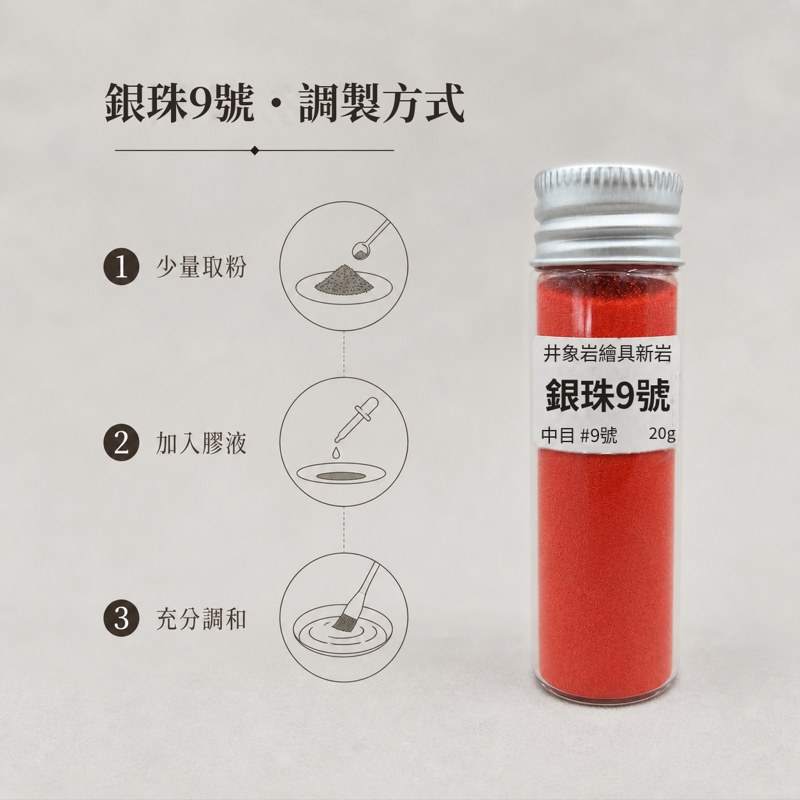 銀珠9號・調製方式
1 少量取粉
2 加入膠液
3 充分調和
井象岩繪具新岩
銀珠9號
中目 #9號 20g